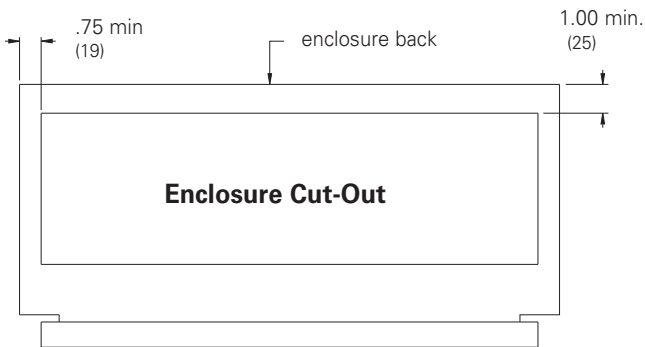 .75 min
(19)
enclosure back
1.00 min.
(25)
Enclosure Cut-Out